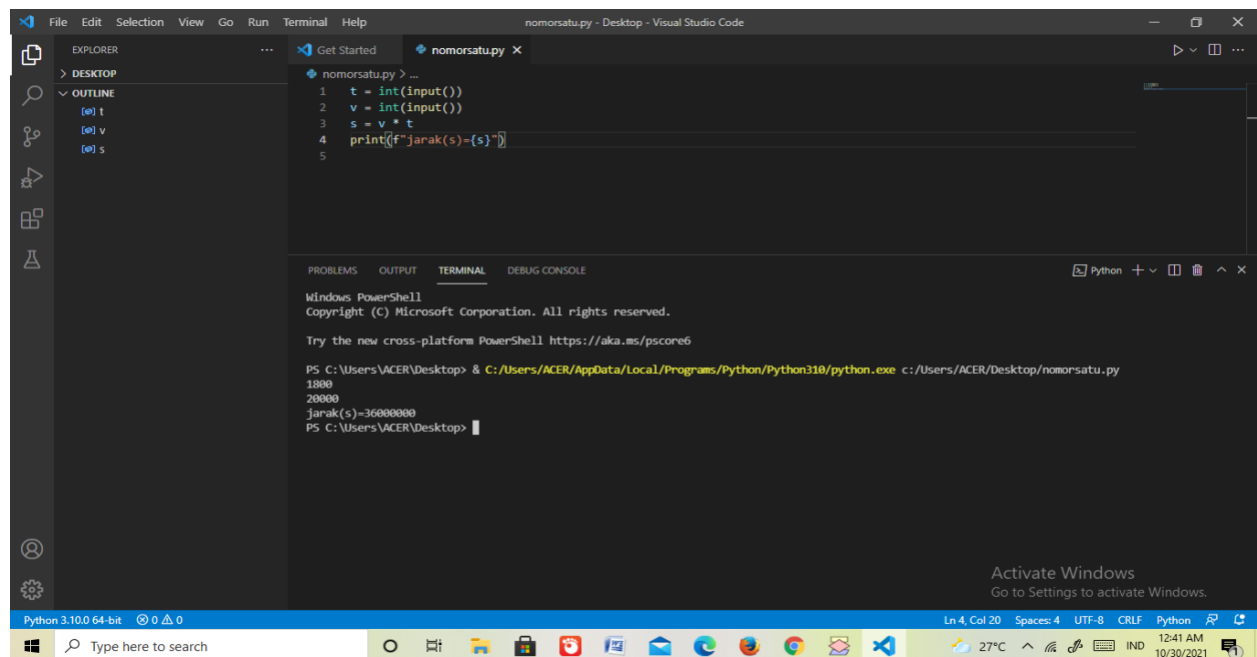 File Edit Selection View Go Run Terminal Help nomorsatu.py - Desktop - Visual Studio Code
EXPLORER ...
Get Started nomorsatu.py
DESKTOP
OUTLINE
t
v
s
nomorsatu.py > ...
1 t = int(input())
2 v = int(input())
3 s = v * t
4 print(f"jarak(s)={s}")
5
PROBLEMS OUTPUT TERMINAL DEBUG CONSOLE Python
Windows PowerShell
Copyright (C) Microsoft Corporation. All rights reserved.
Try the new cross-platform PowerShell https://aka.ms/pscore6
PS C:\Users\ACER\Desktop> & C:/Users/ACER/AppData/Local/Programs/Python/Python310/python.exe c:/Users/ACER/Desktop/nomorsatu.py
1800
20000
jarak(s)=36000000
PS C:\Users\ACER\Desktop>
Activate Windows
Go to Settings to activate Windows.
Python 3.10.0 64-bit 0 0 Ln 4, Col 20 Spaces: 4 UTF-8 CRLF Python
Type here to search 27°C IND 12:41 AM
10/30/2021